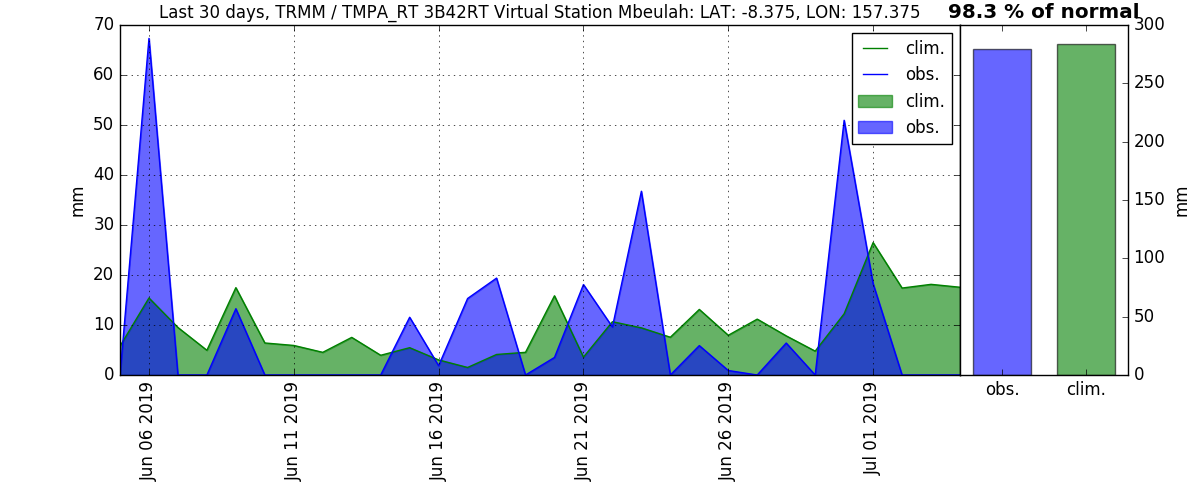 Last 30 days, TRMM / TMPA_RT 3B42RT Virtual Station Mbeulah: LAT: -8.375, LON: 157.375
98.3 % of normal
70
60
50
40
30
20
10
0
mm
clim.
obs.
clim.
obs.
Jun 06 2019
Jun 11 2019
Jun 16 2019
Jun 21 2019
Jun 26 2019
Jul 01 2019
300
250
200
150
100
50
0
mm
obs.
clim.